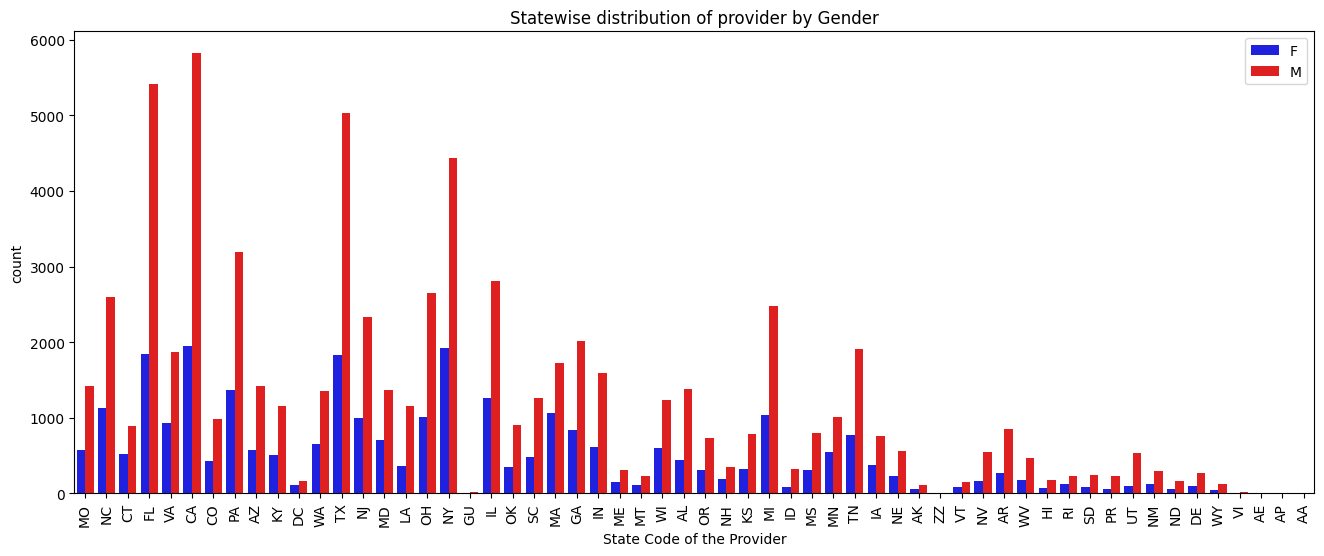 Statewise distribution of provider by Gender
F
M
6000
5000
4000
3000
2000
1000
0
count
MO NC CT FL VA CA CO PA AZ KY DC WA TX NJ MD LA OH NY GU IL OK SC MA GA IN ME MT WI AL OR NH KS MI ID MS MN TN IA NE AK ZZ VT NV AR WV HI RI SD PR UT NM ND DE WY VI AE AP AA
State Code of the Provider